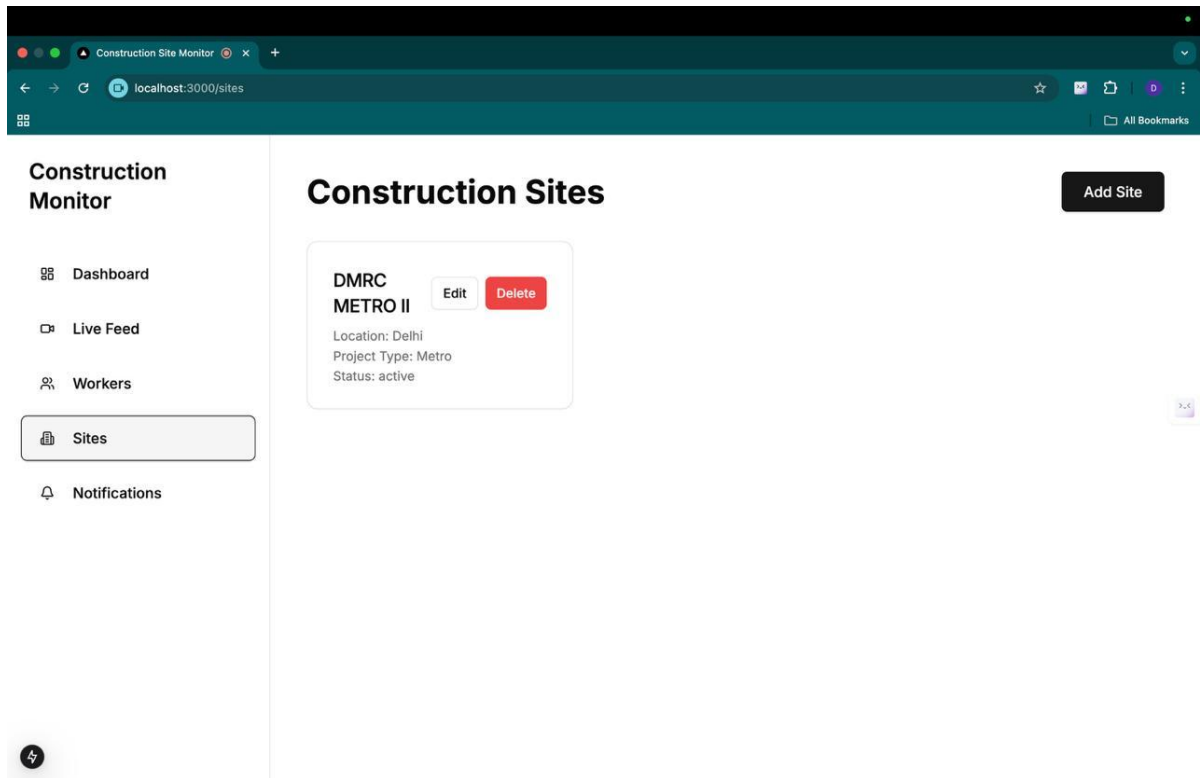 Construction Site Monitor
localhost:3000/sites
D
All Bookmarks
Construction
Monitor
Dashboard
Live Feed
Workers
Sites
Notifications
Construction Sites
Add Site
DMRC
METRO II
Edit
Delete
Location: Delhi
Project Type: Metro
Status: active